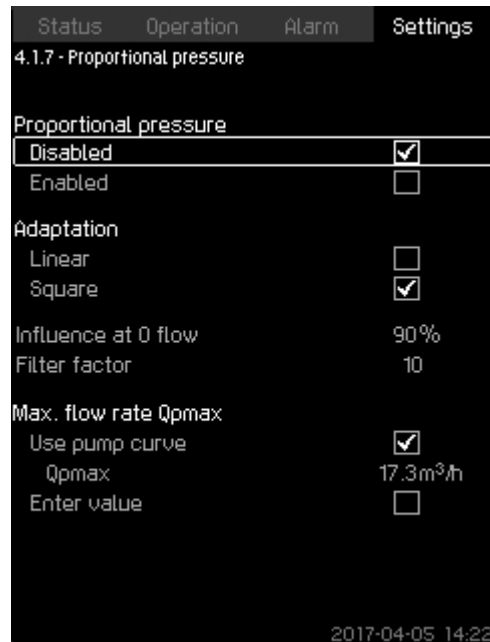 Status Operation Alarm Settings
4.1.7 - Proportional pressure
Proportional pressure
Disabled
Enabled
Adaptation
Linear
Square
Influence at 0 flow 90%
Filter factor 10
Max. flow rate Qpmax
Use pump curve
Qpmax 17.3m³/h
Enter value
2017-04-05 14:22